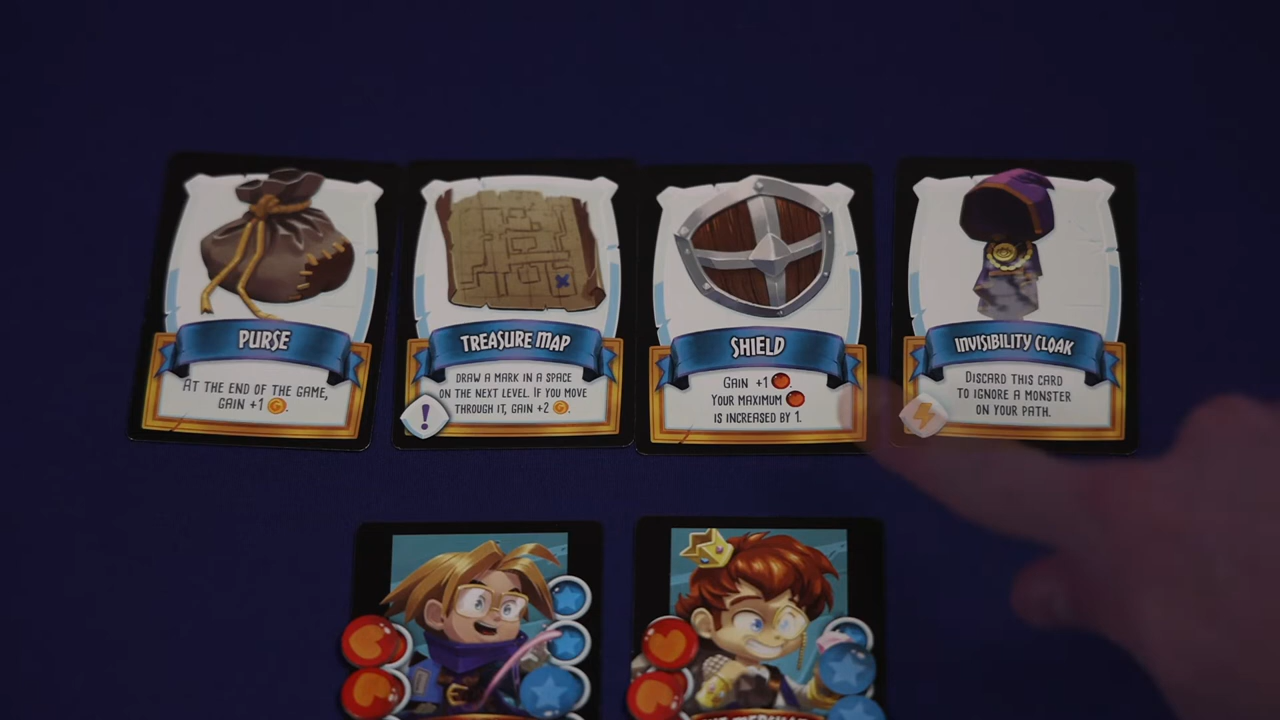 PURSE
AT THE END OF THE GAME,
GAIN +1 G.
TREASURE MAP
DRAW A MARK IN A SPACE
ON THE NEXT LEVEL. IF YOU MOVE
THROUGH IT, GAIN +2 G.
!
SHIELD
GAIN +1
YOUR MAXIMUM
IS INCREASED BY 1.
INVISIBILITY CLOAK
DISCARD THIS CARD
TO IGNORE A MONSTER
ON YOUR PATH.